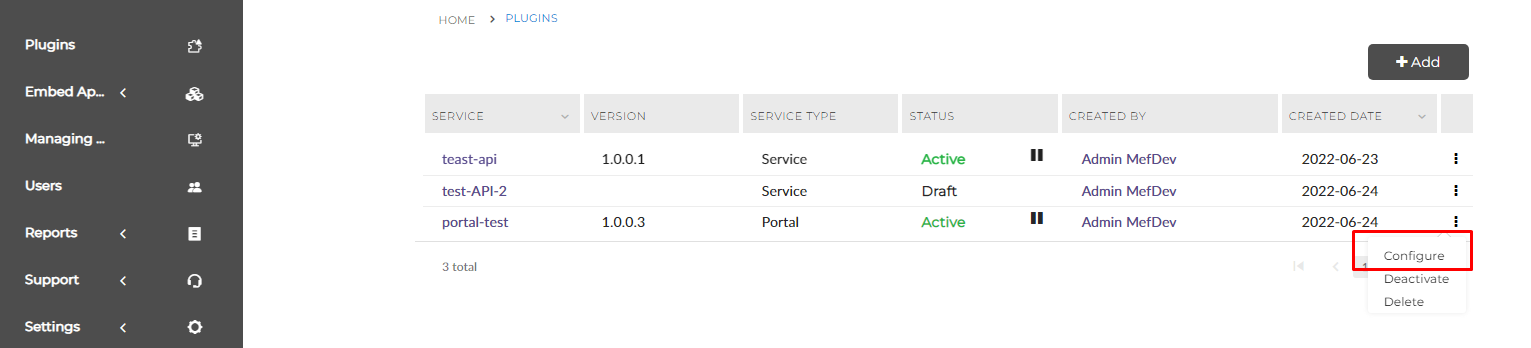 HOME > PLUGINS
Plugins
Embed Ap...
Managing ...
Users
Reports
Support
Settings
+ Add
SERVICE VERSION SERVICE TYPE STATUS CREATED BY CREATED DATE
teast-api 1.0.0.1 Service Active Admin MefDev 2022-06-23
test-API-2 Service Draft Admin MefDev 2022-06-24
portal-test 1.0.0.3 Portal Active Admin MefDev 2022-06-24
3 total
1
Configure
Deactivate
Delete